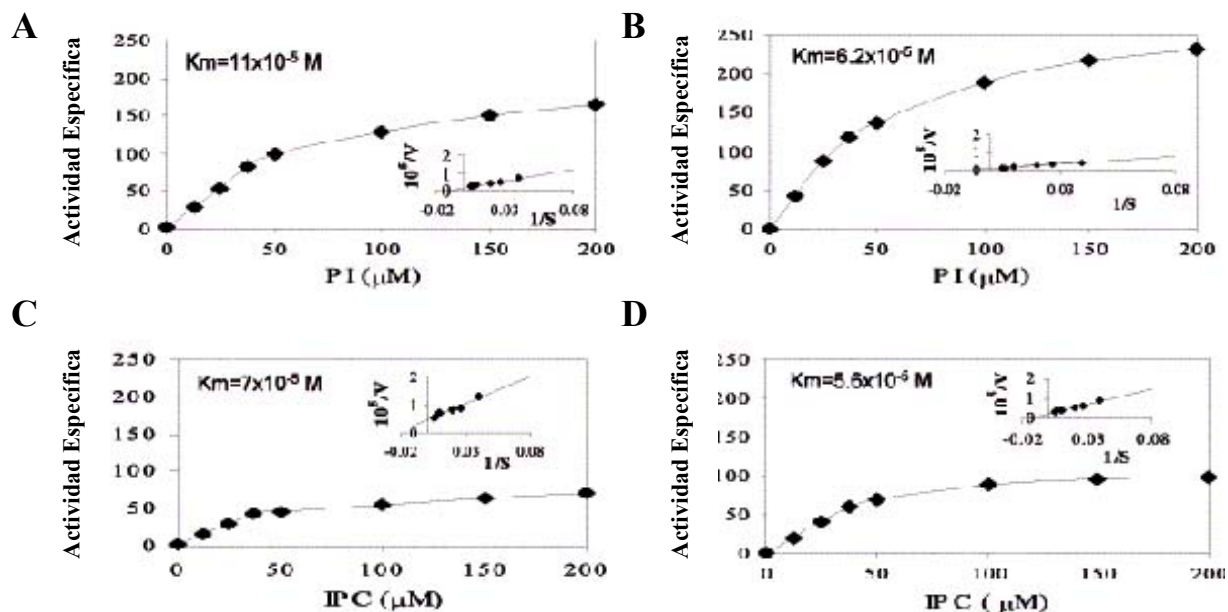 A
Actividad Específica
Km=11x10⁻⁵ M
250
200
150
100
50
0
0 50 100 150 200
PI (µM)
10⁵/V
2
1
0
-0.02 0.03 0.08
1/S
B
Actividad Específica
Km=6.2x10⁻⁵ M
250
200
150
100
50
0
0 50 100 150 200
PI (µM)
10⁵/V
2
0
-0.02 0.03 0.08
1/S
C
Actividad Específica
Km=7x10⁻⁵ M
250
200
150
100
50
0
0 50 100 150 200
IPC (µM)
10⁵/V
2
1
0
-0.02 0.03 0.08
1/S
D
Actividad Específica
Km=5.6x10⁻⁵ M
250
200
150
100
50
0
0 50 100 150 200
IPC ( µM)
10⁵/V
2
1
0
-0.02 0.03 0.08
1/S